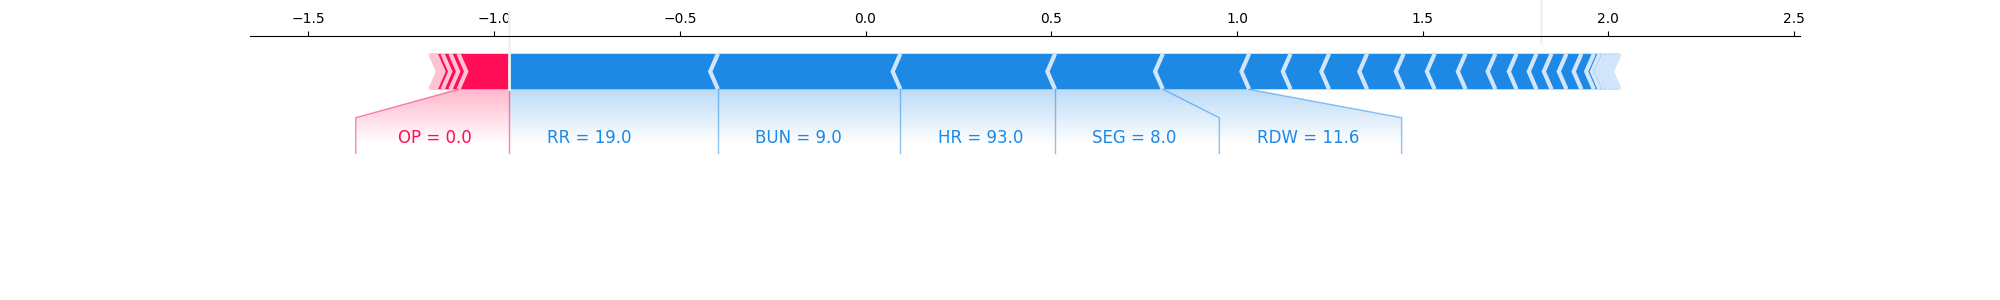 −1.5 −1.0 −0.5 0.0 0.5 1.0 1.5 2.0 2.5
OP = 0.0 RR = 19.0 BUN = 9.0 HR = 93.0 SEG = 8.0 RDW = 11.6